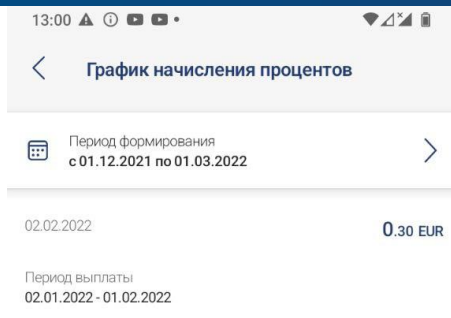 13:00
График начисления процентов
Период формирования
с 01.12.2021 по 01.03.2022
02.02.2022
0.30 EUR
Период выплаты
02.01.2022 - 01.02.2022